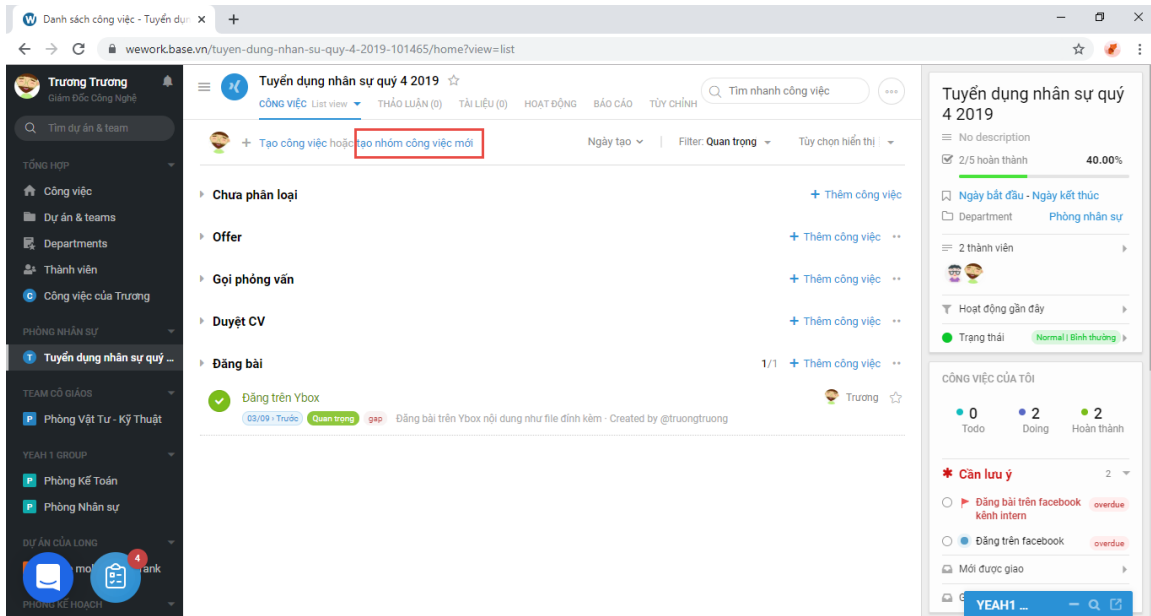 Danh sách công việc - Tuyển dụn
wework.base.vn/tuyen-dung-nhan-su-quy-4-2019-101465/home?view=list
Trương Trương
Giám Đốc Công Nghệ
Tìm dự án & team
TỔNG HỢP
Công việc
Dự án & teams
Departments
Thành viên
Công việc của Trương
PHÒNG NHÂN SỰ
Tuyển dụng nhân sự quý ...
TEAM CÔ GIÁOS
Phòng Vật Tư - Kỹ Thuật
YEAH 1 GROUP
Phòng Kế Toán
Phòng Nhân sự
DỰ ÁN CỦA LONG
4
PHÒNG KẾ HOẠCH
Tuyển dụng nhân sự quý 4 2019
CÔNG VIỆC List view THẢO LUẬN (0) TÀI LIỆU (0) HOẠT ĐỘNG BÁO CÁO TÙY CHỈNH
Tìm nhanh công việc
+ Tạo công việc hoặc tạo nhóm công việc mới
Ngày tạo Filter: Quan trọng Tùy chọn hiển thị
Chưa phân loại + Thêm công việc
Offer + Thêm công việc
Gọi phỏng vấn + Thêm công việc
Duyệt CV + Thêm công việc
Đăng bài 1/1 + Thêm công việc
Đăng trên Ybox Trương
03/09 - Trước Quan trọng gap Đăng bài trên Ybox nội dung như file đính kèm - Created by @truongtruong
Tuyển dụng nhân sự quý
4 2019
No description
2/5 hoàn thành 40.00%
Ngày bắt đầu - Ngày kết thúc
Department Phòng nhân sự
2 thành viên
Hoạt động gần đây
Trạng thái Normal | Bình thường
CÔNG VIỆC CỦA TÔI
0 2 2
Todo Doing Hoàn thành
Cần lưu ý 2
Đăng bài trên facebook overdue
kênh intern
Đăng trên facebook overdue
Mới được giao
YEAH1 ...